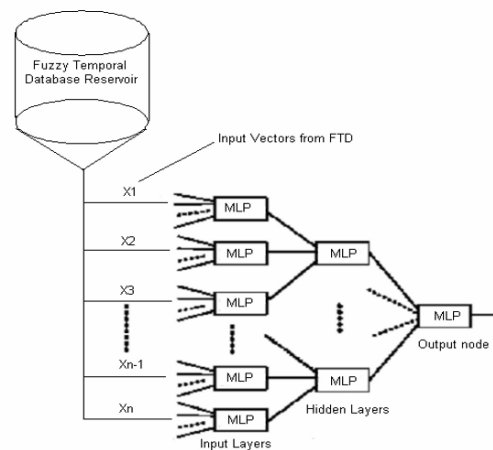 Fuzzy Temporal
Database Reservoir
Input Vectors from FTD
X1
MLP
X2
MLP
MLP
X3
MLP
MLP
Output node
Xn-1
MLP
MLP
Hidden Layers
Xn
MLP
Input Layers